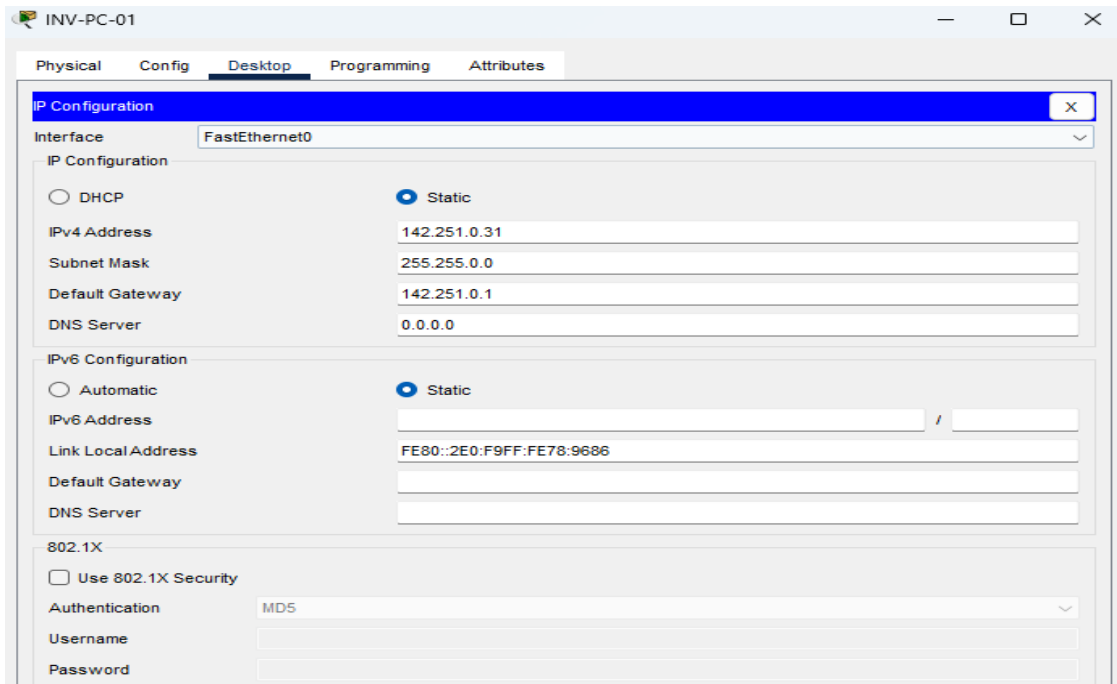 INV-PC-01
Physical Config Desktop Programming Attributes
IP Configuration X
Interface FastEthernet0
IP Configuration
DHCP Static
IPv4 Address 142.251.0.31
Subnet Mask 255.255.0.0
Default Gateway 142.251.0.1
DNS Server 0.0.0.0
IPv6 Configuration
Automatic Static
IPv6 Address /
Link Local Address FE80::2E0:F9FF:FE78:9686
Default Gateway
DNS Server
802.1X
Use 802.1X Security
Authentication MD5
Username
Password